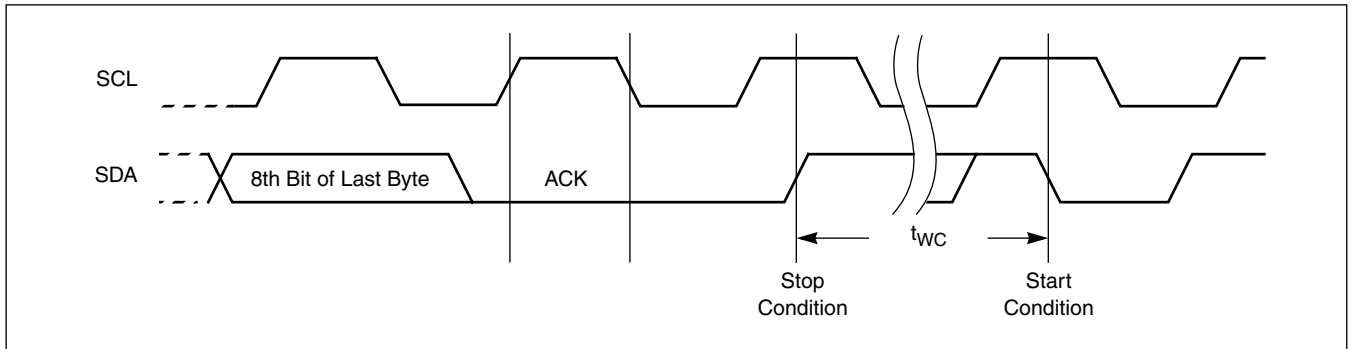 SCL
SDA
8th Bit of Last Byte
ACK
tWC
Stop
Condition
Start
Condition